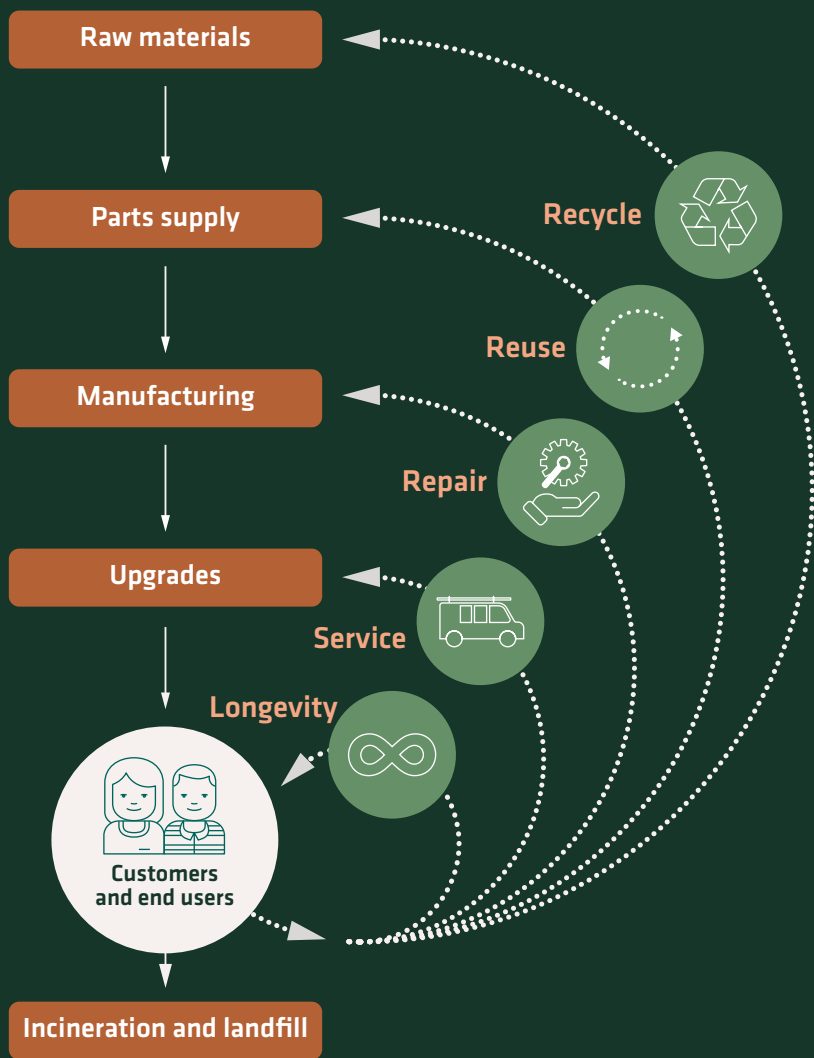 Raw materials
Parts supply
Recycle
Reuse
Manufacturing
Repair
Upgrades
Service
Longevity
Customers
and end users
Incineration and landfill